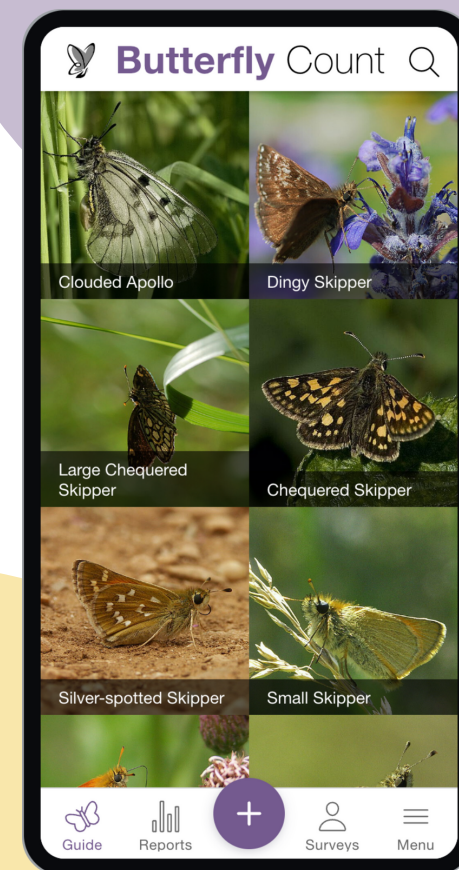 Butterfly Count
Clouded Apollo
Dingy Skipper
Large Chequered
Skipper
Chequered Skipper
Silver-spotted Skipper
Small Skipper
Guide
Reports
+
Surveys
Menu